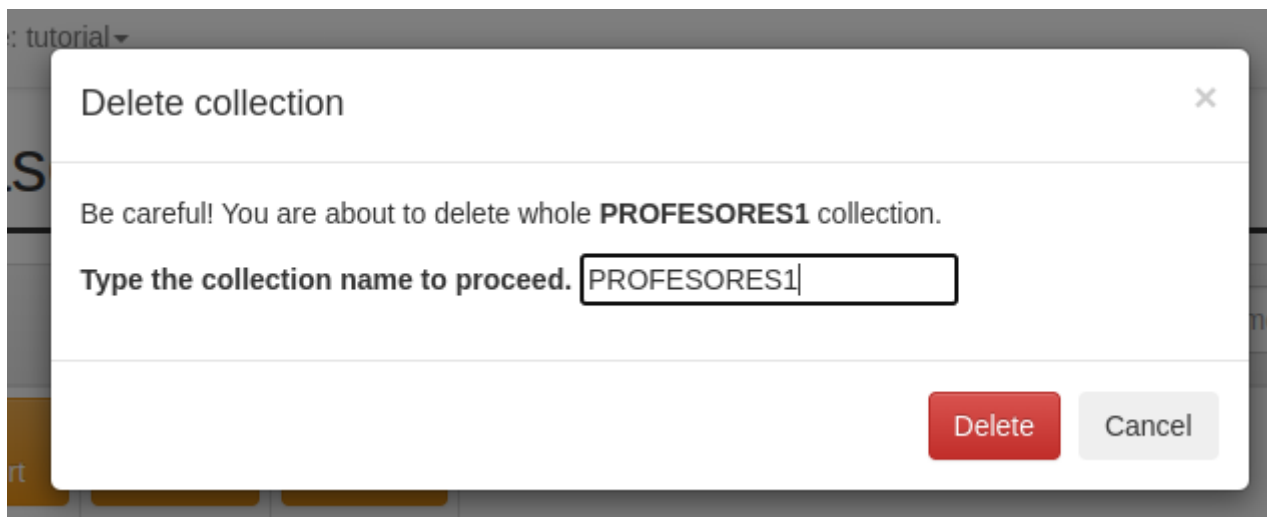 : tutorial
Delete collection ×
Be careful! You are about to delete whole PROFESORES1 collection.
Type the collection name to proceed. PROFESORES1
Delete Cancel